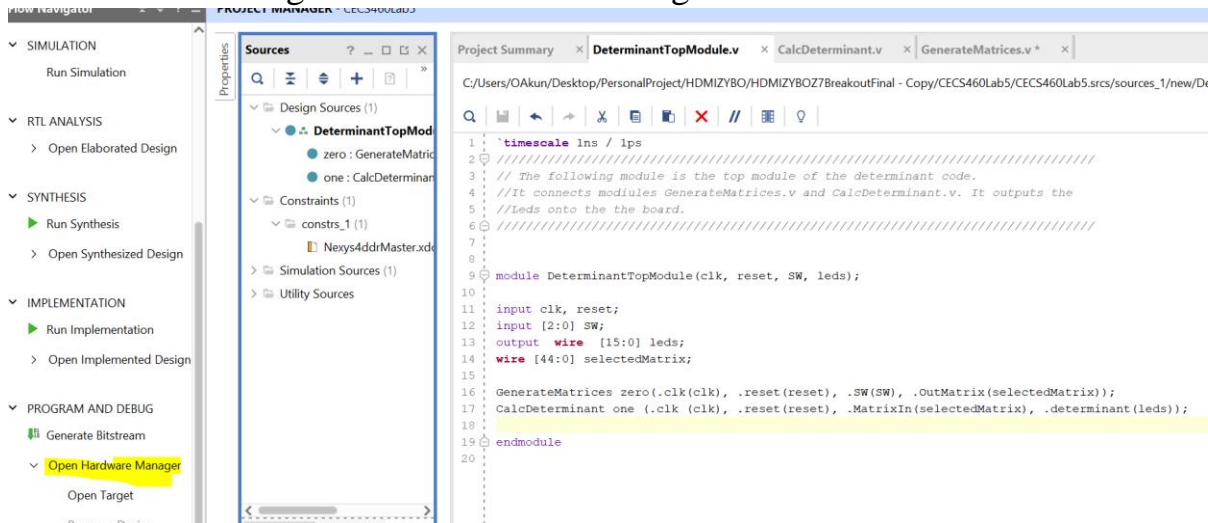 PROJECT MANAGER - CECS460Lab5
SIMULATION
Run Simulation
RTL ANALYSIS
Open Elaborated Design
SYNTHESIS
Run Synthesis
Open Synthesized Design
IMPLEMENTATION
Run Implementation
Open Implemented Design
PROGRAM AND DEBUG
Generate Bitstream
Open Hardware Manager
Open Target
Properties
Sources
Design Sources (1)
DeterminantTopMod
zero : GenerateMatric
one : CalcDeterminan
Constraints (1)
constrs_1 (1)
Nexys4ddrMaster.xdc
Simulation Sources (1)
Utility Sources
Project Summary × DeterminantTopModule.v × CalcDeterminant.v × GenerateMatrices.v * ×
C:/Users/OAkun/Desktop/PersonalProject/HDMIZYBO/HDMIZYBOZ7BreakoutFinal - Copy/CECS460Lab5/CECS460Lab5.srcs/sources_1/new/De
1 `timescale 1ns / 1ps
2 //////////////////////////////////////////////////////////////////////////////////
3 // The following module is the top module of the determinant code.
4 //It connects modiules GenerateMatrices.v and CalcDeterminant.v. It outputs the
5 //Leds onto the the board.
6 //////////////////////////////////////////////////////////////////////////////////
7
8
9 module DeterminantTopModule(clk, reset, SW, leds);
10
11 input clk, reset;
12 input [2:0] SW;
13 output wire [15:0] leds;
14 wire [44:0] selectedMatrix;
15
16 GenerateMatrices zero(.clk(clk), .reset(reset), .SW(SW), .OutMatrix(selectedMatrix));
17 CalcDeterminant one (.clk (clk), .reset(reset), .MatrixIn(selectedMatrix), .determinant(leds));
18
19 endmodule
20